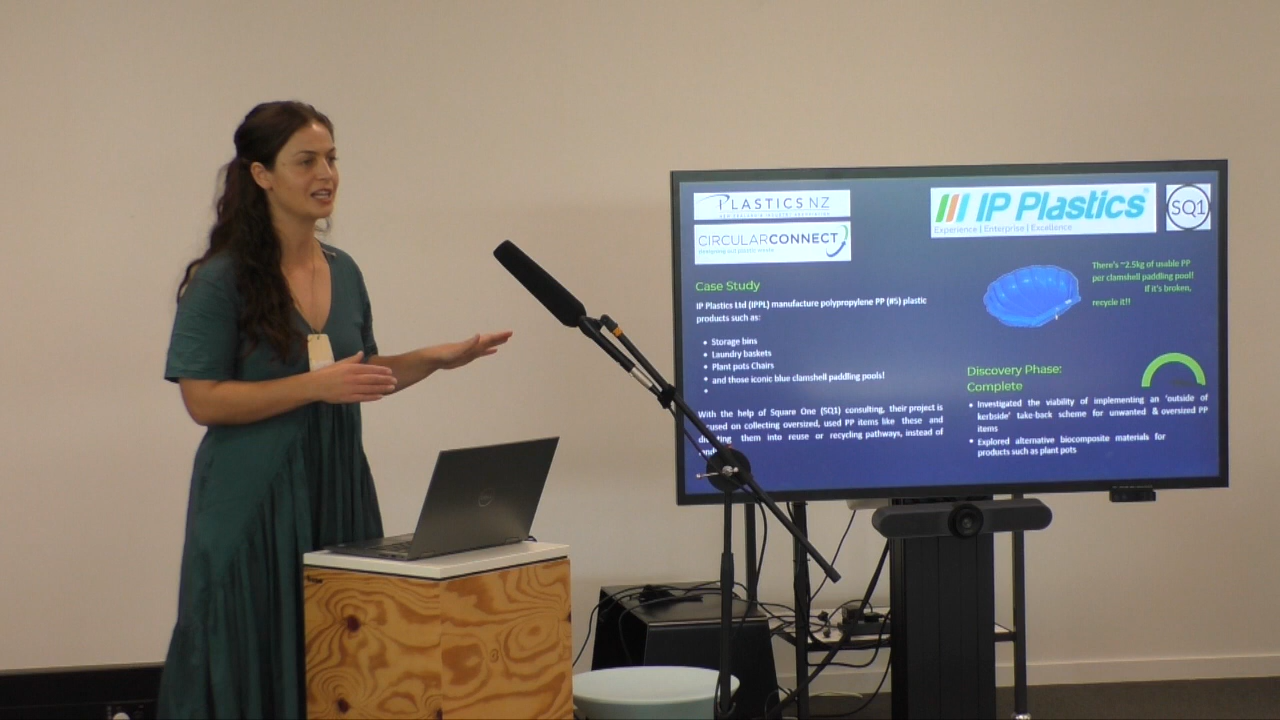 PLASTICS NZ
CIRCULARCONNECT
IP Plastics
Experience | Enterprise | Excellence
SQ1
Case Study
IP Plastics Ltd (IPPL) manufacture polypropylene PP (#5) plastic
products such as:
• Storage bins
• Laundry baskets
• Plant pots Chairs
• and those iconic blue clamshell paddling pools!
•
With the help of Square One (SQ1) consulting, their project is
on collecting oversized, used PP items like these and
them into reuse or recycling pathways, instead of
There's ~2.5kg of usable PP
per clamshell paddling pool!
If it's broken,
recycle it!!
Discovery Phase:
Complete
• Investigated the viability of implementing an 'outside of
kerbside' take-back scheme for unwanted & oversized PP
items
• Explored alternative biocomposite materials for
products such as plant pots
DELL